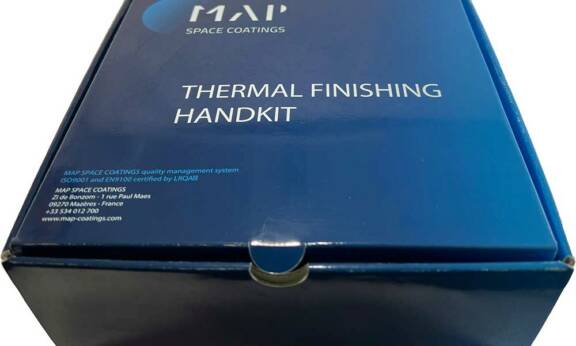 MAP
SPACE COATINGS
THERMAL FINISHING
HANDKIT
MAP SPACE COATINGS quality management system
ISO9001 and EN9100 certified by LRQA®
MAP SPACE COATINGS
ZI de Bonzom - 1 rue Paul Maes
09270 Mazères - France
+33 534 012 700
www.map-coatings.com